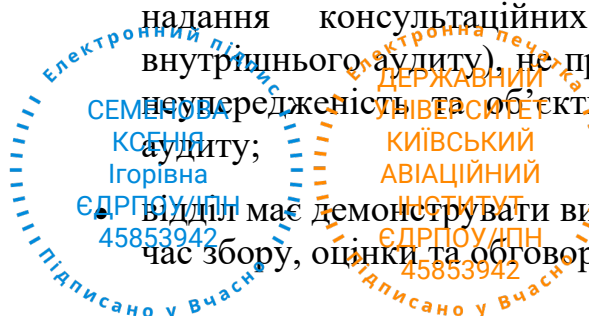 надання консультаційних
внутрішнього аудиту), не пр
неупередженість та об’єкт
аудиту;
• відділ має демонструвати ви
час збору, оцінки та обговор
Електронний підпис
СЕМЕНОВА
КСЕНІЯ
Ігорівна
ЄДРПОУ/ІПН
45853942
Підписано у Вчасно
Електронна печатка
ДЕРЖАВНИЙ
УНІВЕРСИТЕТ
КИЇВСЬКИЙ
АВІАЦІЙНИЙ
ІНСТИТУТ
ЄДРПОУ/ІПН
45853942
Підписано у Вчасно